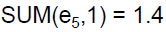 SUM(e₅,1) = 1.4